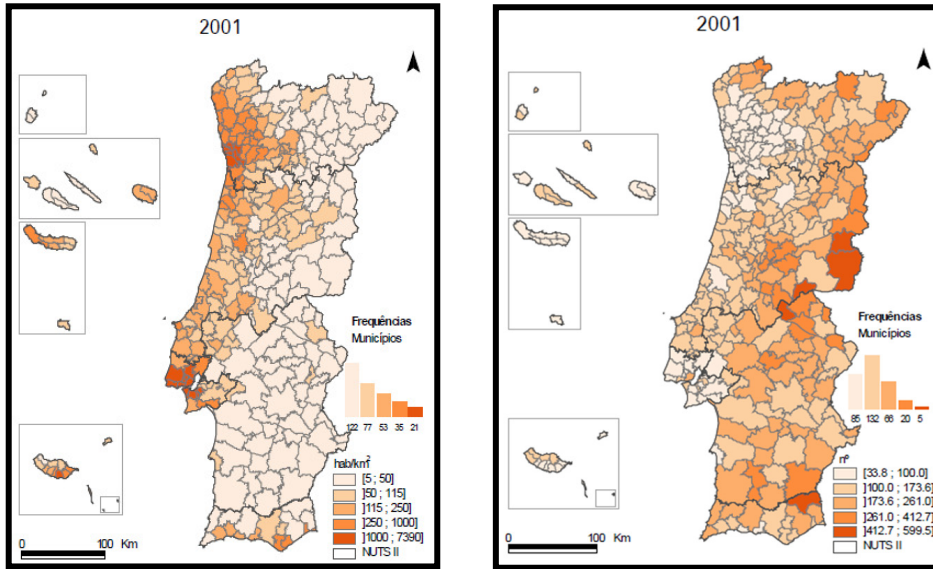 2001
Frequências
Municípios
122 77 53 35 21
hab/km²
[5 ; 50]
]50 ; 115]
]115 ; 250]
]250 ; 1000]
]1000 ; 7390]
NUTS II
0 100 Km
2001
Frequências
Municípios
85 132 66 20 5
nº
[33.8 ; 100.0]
]100.0 ; 173.6]
]173.6 ; 261.0]
]261.0 ; 412.7]
]412.7 ; 599.5]
NUTS II
0 100 Km